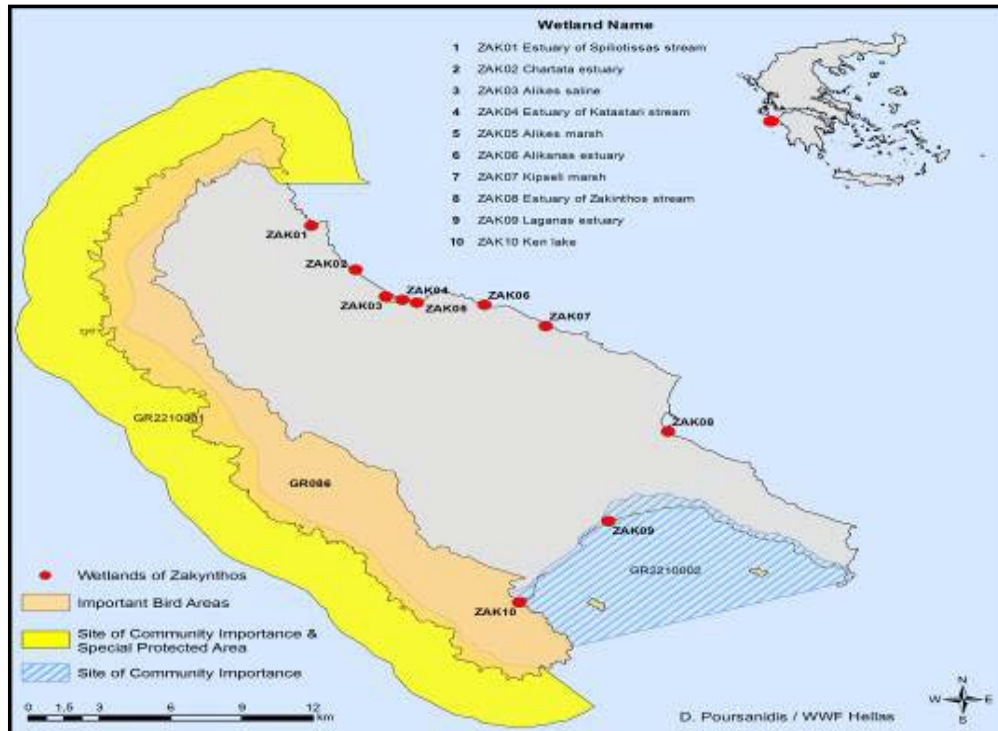 Wetland Name
1 ZAK01 Estuary of Spiliotissas stream
2 ZAK02 Chartata estuary
3 ZAK03 Alikes saline
4 ZAK04 Estuary of Katastari stream
5 ZAK05 Alikes marsh
6 ZAK06 Alikanas estuary
7 ZAK07 Kipseli marsh
8 ZAK08 Estuary of Zakinthos stream
9 ZAK09 Laganas estuary
10 ZAK10 Keri lake
ZAK01
ZAK02
ZAK03
ZAK04
ZAK05
ZAK06
ZAK07
GR2210001
ZAK08
GR086
ZAK09
GR2210002
ZAK10
Wetlands of Zakynthos
Important Bird Areas
Site of Community Importance &
Special Protected Area
Site of Community Importance
0 1,5 3 6 9 12
km
N
W E
S
D. Poursanidis / WWF Hellas